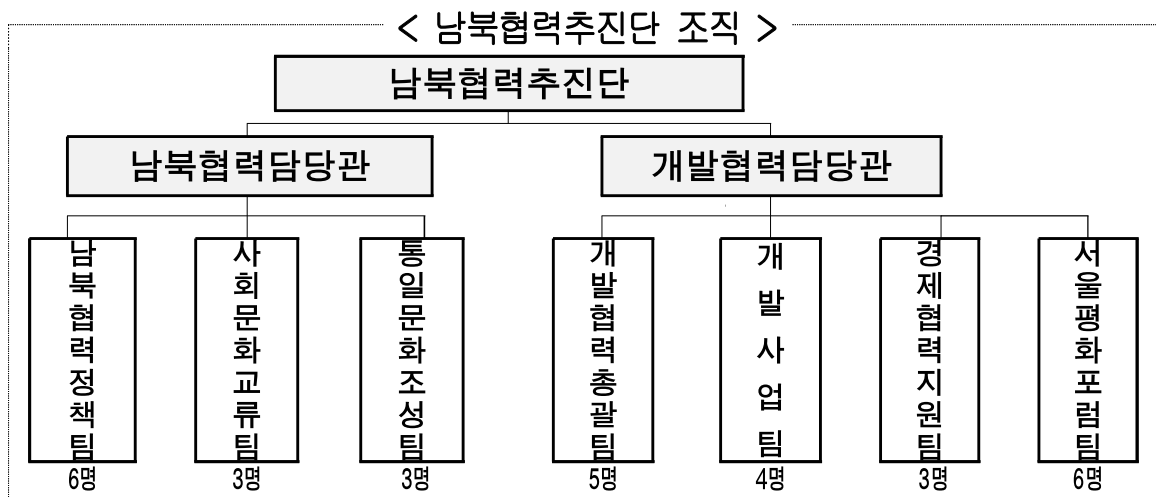 < 남북협력추진단 조직 >
남북협력추진단
남북협력담당관
개발협력담당관
남북협력정책팀
사회문화교류팀
통일문화조성팀
개발협력총괄팀
개발사업팀
경제협력지원팀
서울평화포럼팀
6명
3명
3명
5명
4명
3명
6명